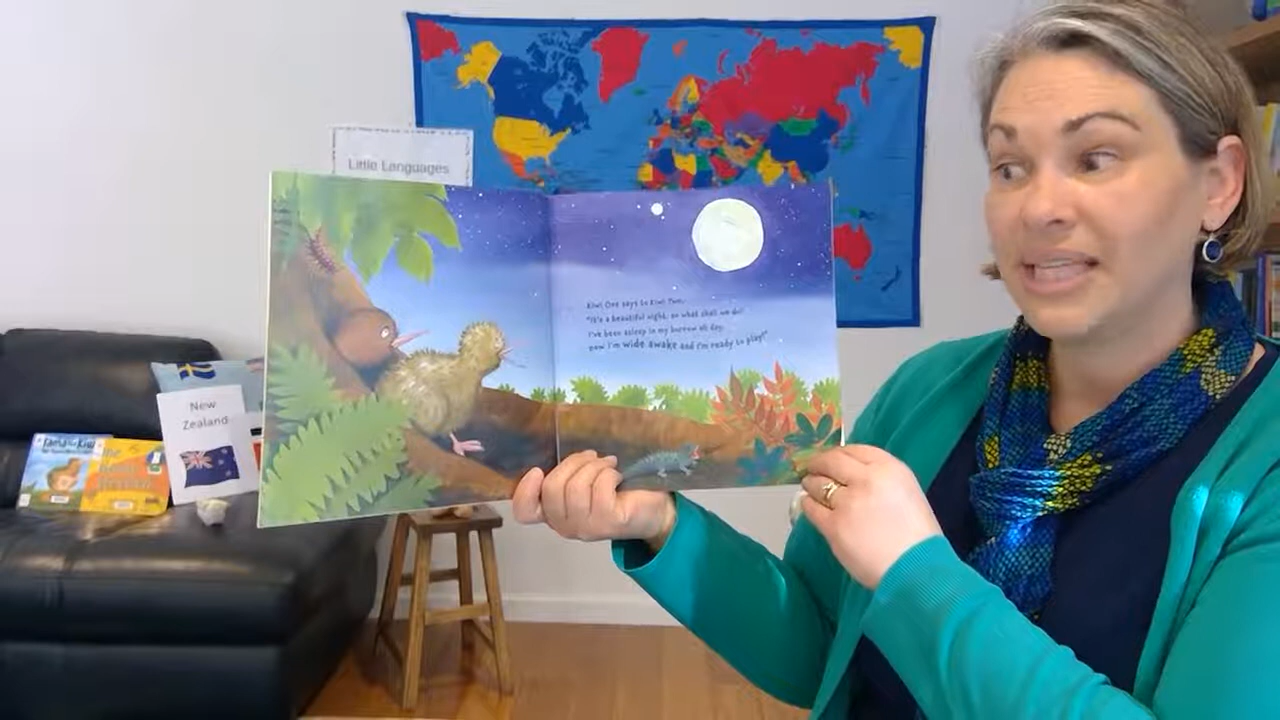 Little Languages
Kiwi One says to Kiwi Two,
"It's a beautiful night, so what shall we do?
I've been asleep in my burrow all day,
now I'm wide awake and I'm ready to play!"
New
Zealand